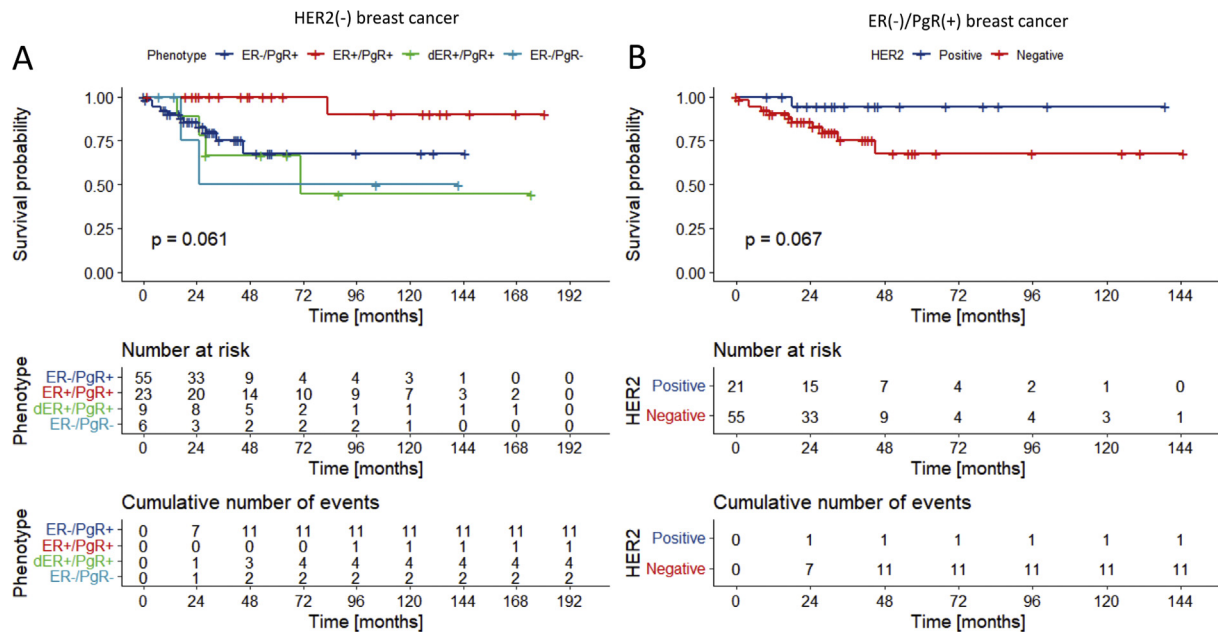 HER2(-) breast cancer
A
Phenotype ER-/PgR+ ER+/PgR+ dER+/PgR+ ER-/PgR-
Survival probability
1.00
0.75
0.50
0.25
0.00
p = 0.061
0 24 48 72 96 120 144 168 192
Time [months]
Number at risk
Phenotype
ER-/PgR+ 55 33 9 4 4 3 1 0 0
ER+/PgR+ 23 20 14 10 9 7 3 2 0
dER+/PgR+ 9 8 5 2 1 1 1 1 0
ER-/PgR- 6 3 2 2 2 1 0 0 0
0 24 48 72 96 120 144 168 192
Time [months]
Cumulative number of events
Phenotype
ER-/PgR+ 0 7 11 11 11 11 11 11 11
ER+/PgR+ 0 0 0 0 1 1 1 1 1
dER+/PgR+ 0 1 3 4 4 4 4 4 4
ER-/PgR- 0 1 2 2 2 2 2 2 2
0 24 48 72 96 120 144 168 192
Time [months]
ER(-)/PgR(+) breast cancer
B
HER2 Positive Negative
Survival probability
1.00
0.75
0.50
0.25
0.00
p = 0.067
0 24 48 72 96 120 144
Time [months]
Number at risk
HER2
Positive 21 15 7 4 2 1 0
Negative 55 33 9 4 4 3 1
0 24 48 72 96 120 144
Time [months]
Cumulative number of events
HER2
Positive 0 1 1 1 1 1 1
Negative 0 7 11 11 11 11 11
0 24 48 72 96 120 144
Time [months]